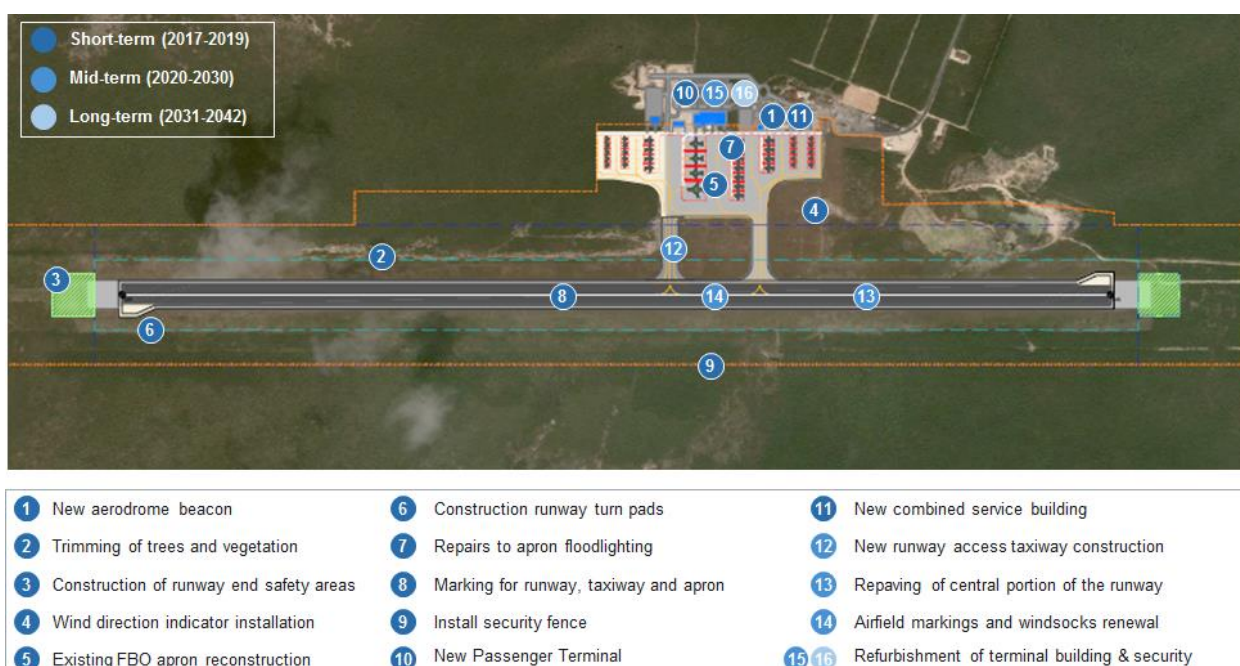 Short-term (2017-2019)
Mid-term (2020-2030)
Long-term (2031-2042)
10 15 16
1 11
7
5
4
12
2
3
8 14 13
6
9
1 New aerodrome beacon
2 Trimming of trees and vegetation
3 Construction of runway end safety areas
4 Wind direction indicator installation
5 Existing FBO apron reconstruction
6 Construction runway turn pads
7 Repairs to apron floodlighting
8 Marking for runway, taxiway and apron
9 Install security fence
10 New Passenger Terminal
11 New combined service building
12 New runway access taxiway construction
13 Repaving of central portion of the runway
14 Airfield markings and windsocks renewal
15 16 Refurbishment of terminal building & security